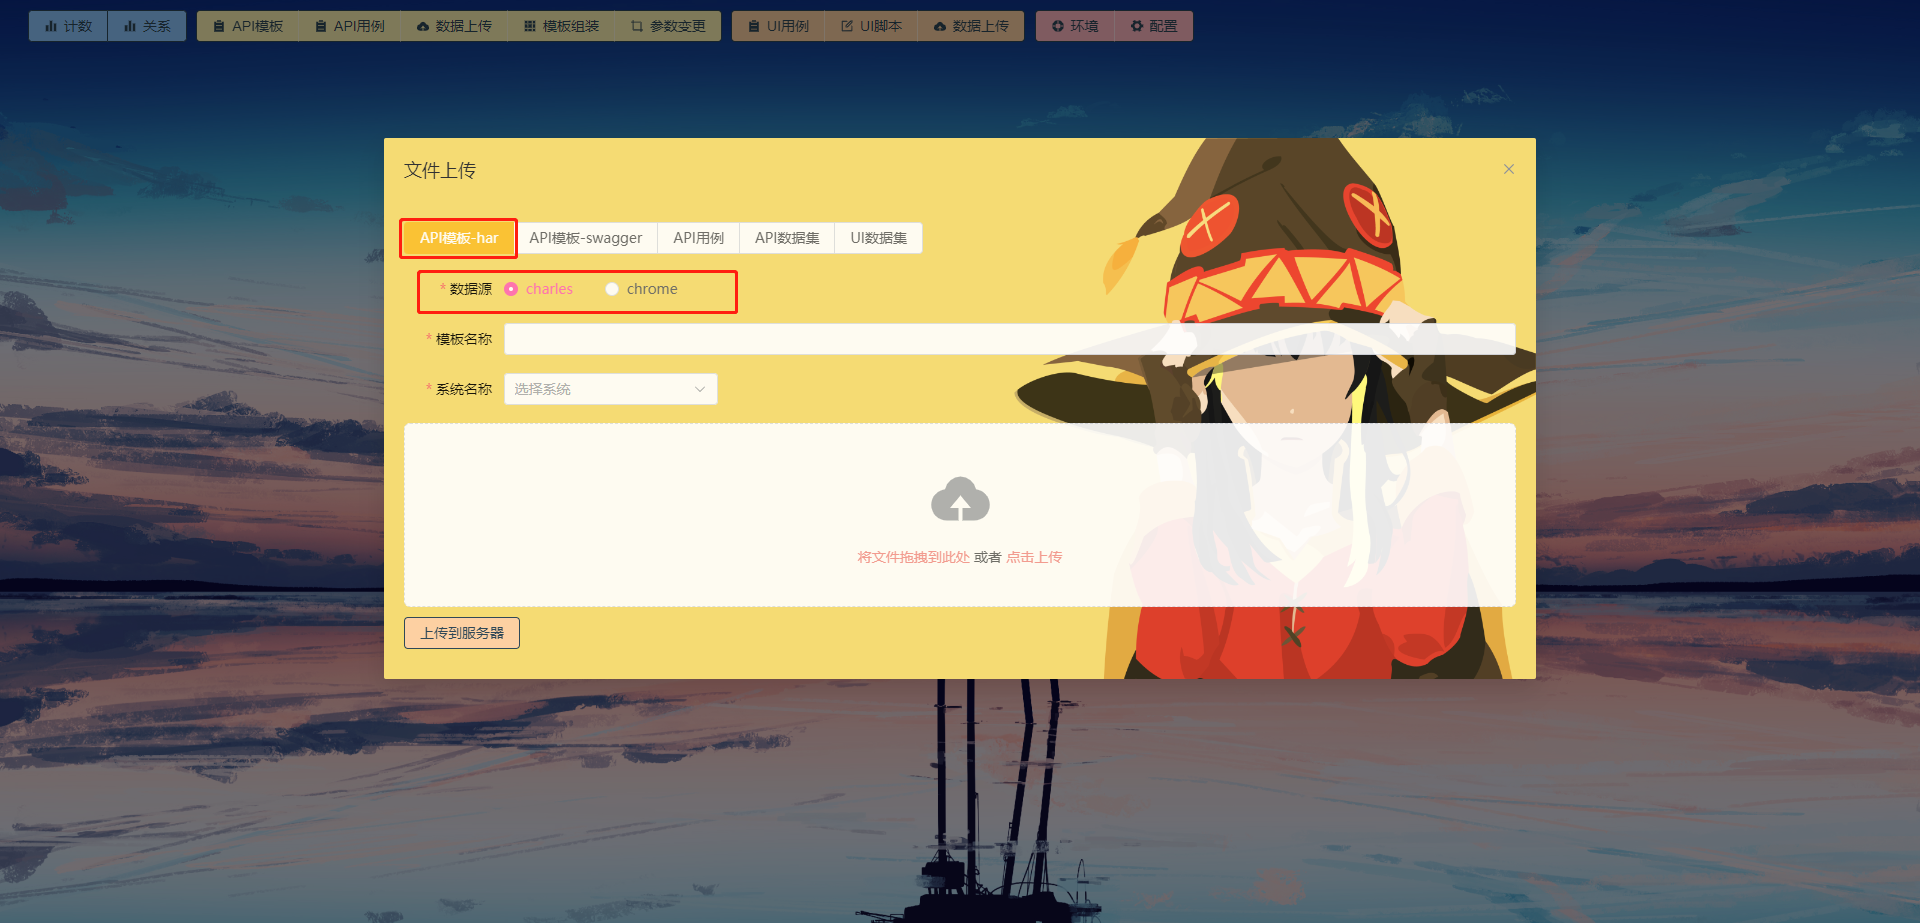 计数 关系 API模板 API用例 数据上传 模板组装 参数变更 UI用例 UI脚本 数据上传 环境 配置
文件上传
API模板-har API模板-swagger API用例 API数据集 UI数据集
* 数据源 charles chrome
* 模板名称
* 系统名称 选择系统
将文件拖拽到此处 或者 点击上传
上传到服务器